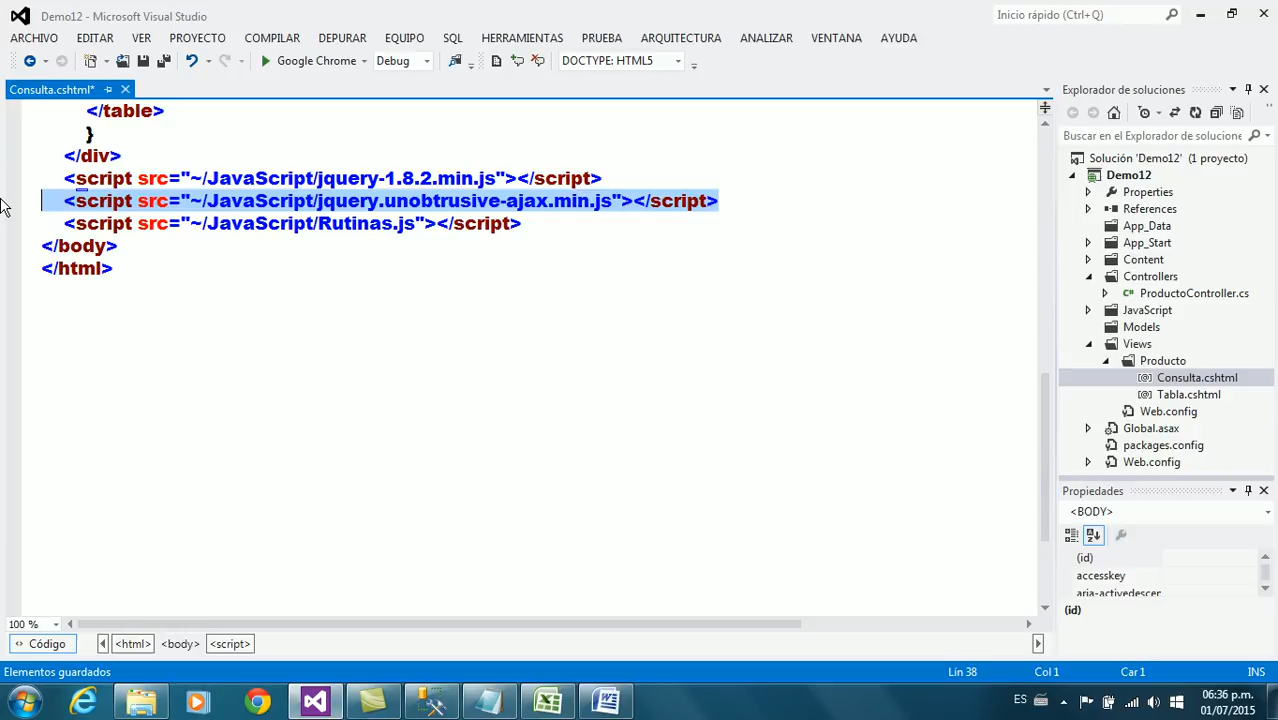 Demo12 - Microsoft Visual Studio
Inicio rápido (Ctrl+Q)
ARCHIVO EDITAR VER PROYECTO COMPILAR DEPURAR EQUIPO SQL HERRAMIENTAS PRUEBA ARQUITECTURA ANALIZAR VENTANA AYUDA
Google Chrome Debug DOCTYPE: HTML5
Consulta.cshtml*
</table>
}
</div>
<script src="~/JavaScript/jquery-1.8.2.min.js"></script>
<script src="~/JavaScript/jquery.unobtrusive-ajax.min.js"></script>
<script src="~/JavaScript/Rutinas.js"></script>
</body>
</html>
100 %
Código <html> <body> <script>
Explorador de soluciones
Buscar en el Explorador de solucione
Solución 'Demo12' (1 proyecto)
Demo12
Properties
References
App_Data
App_Start
Content
Controllers
C# ProductoController.cs
JavaScript
Models
Views
Producto
[@] Consulta.cshtml
[@] Tabla.cshtml
Web.config
Global.asax
packages.config
Web.config
Propiedades
<BODY>
(id)
accesskey
aria-activedescer
(id)
Elementos guardados Lín 38 Col 1 Car 1 INS
ES 06:36 p.m.
01/07/2015